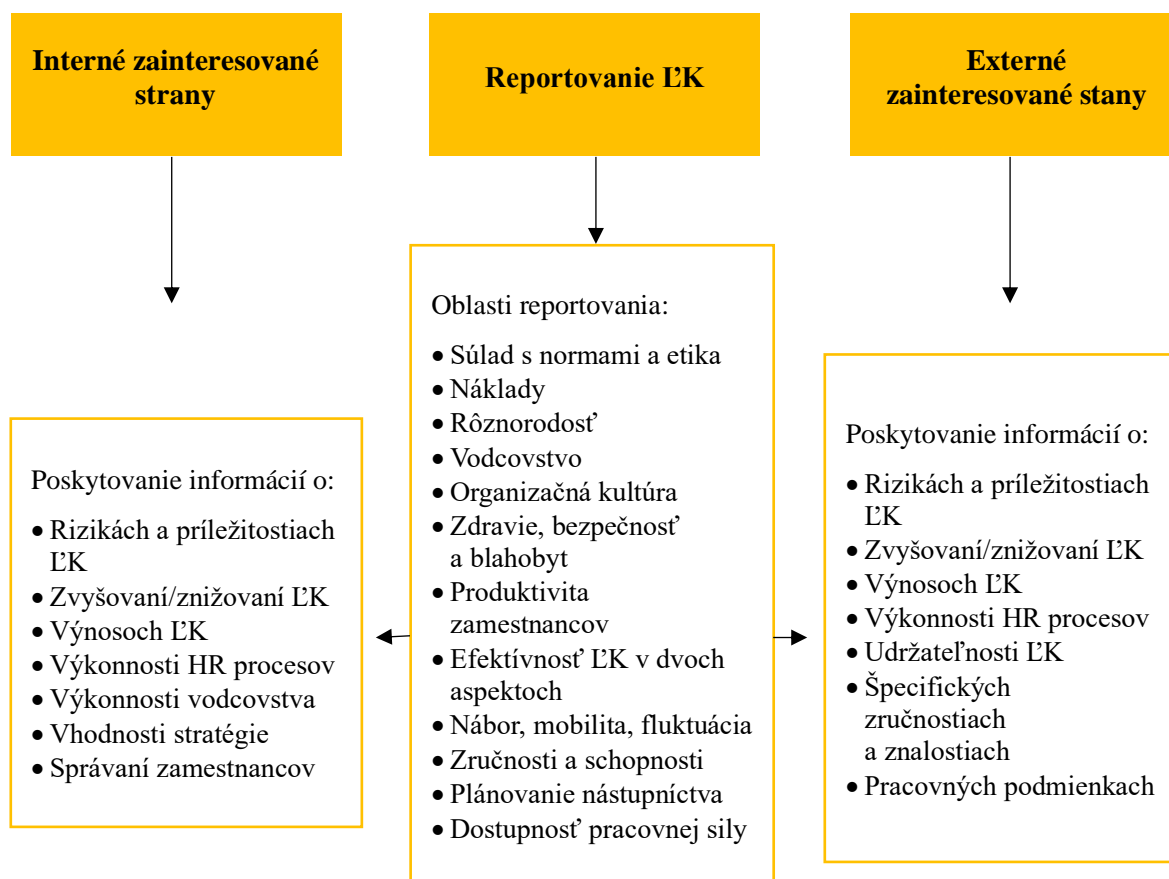 Interné zainteresované
strany
Reportovanie ĽK
Externé
zainteresované stany
Poskytovanie informácií o:
• Rizikách a príležitostiach
ĽK
• Zvyšovaní/znižovaní ĽK
• Výnosoch ĽK
• Výkonnosti HR procesov
• Výkonnosti vodcovstva
• Vhodnosti stratégie
• Správaní zamestnancov
Oblasti reportovania:
• Súlad s normami a etika
• Náklady
• Rôznorodosť
• Vodcovstvo
• Organizačná kultúra
• Zdravie, bezpečnosť
a blahobyt
• Produktivita
zamestnancov
• Efektívnosť ĽK v dvoch
aspektoch
• Nábor, mobilita, fluktuácia
• Zručnosti a schopnosti
• Plánovanie nástupníctva
• Dostupnosť pracovnej sily
Poskytovanie informácií o:
• Rizikách a príležitostiach
ĽK
• Zvyšovaní/znižovaní ĽK
• Výnosoch ĽK
• Výkonnosti HR procesov
• Udržateľnosti ĽK
• Špecifických
zručnostiach
a znalostiach
• Pracovných podmienkach